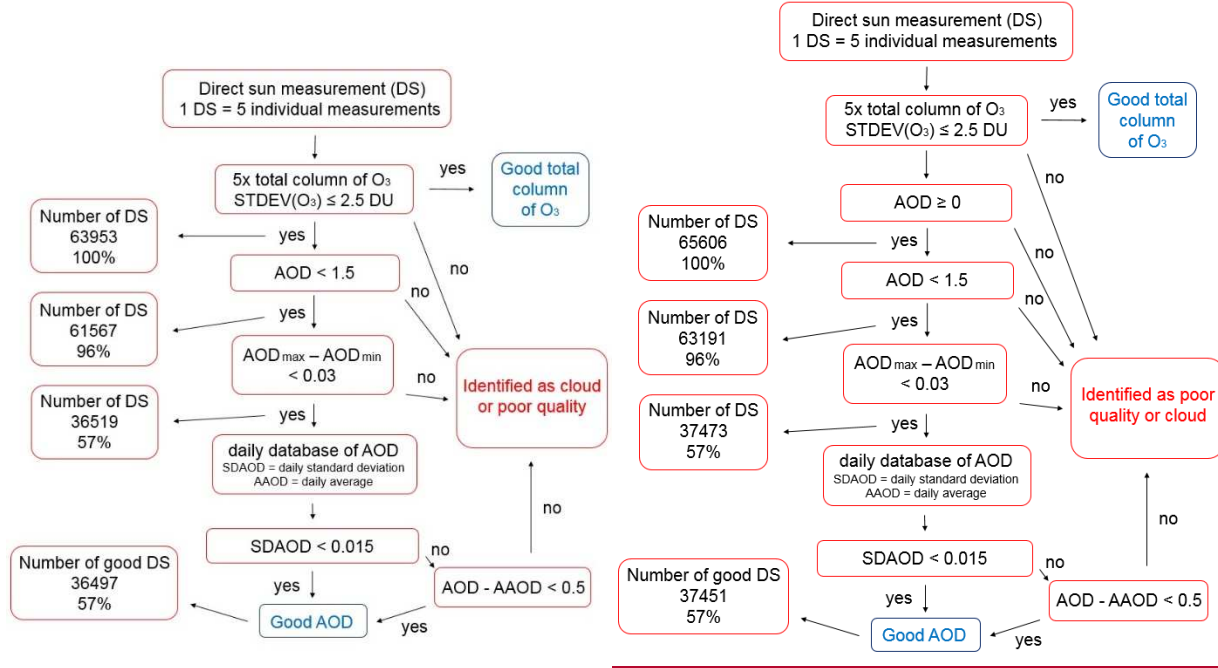 Direct sun measurement (DS)
1 DS = 5 individual measurements
5x total column of O₃
STDEV(O₃) ≤ 2.5 DU
yes
Good total
column
of O₃
Number of DS
63953
100%
yes
no
AOD < 1.5
no
Number of DS
61567
96%
yes
AOD max – AOD min
< 0.03
no
Identified as cloud
or poor quality
Number of DS
36519
57%
yes
daily database of AOD
SDAOD = daily standard deviation
AAOD = daily average
no
SDAOD < 0.015
no
Number of good DS
36497
57%
yes
AOD - AAOD < 0.5
Good AOD
yes
Direct sun measurement (DS)
1 DS = 5 individual measurements
5x total column of O₃
STDEV(O₃) ≤ 2.5 DU
yes
Good total
column
of O₃
AOD ≥ 0
Number of DS
65606
100%
yes
no
no
AOD < 1.5
no
Number of DS
63191
96%
yes
AOD max – AOD min
< 0.03
no
Identified as poor
quality or cloud
Number of DS
37473
57%
yes
daily database of AOD
SDAOD = daily standard deviation
AAOD = daily average
no
SDAOD < 0.015
no
Number of good DS
37451
57%
yes
AOD - AAOD < 0.5
Good AOD
yes